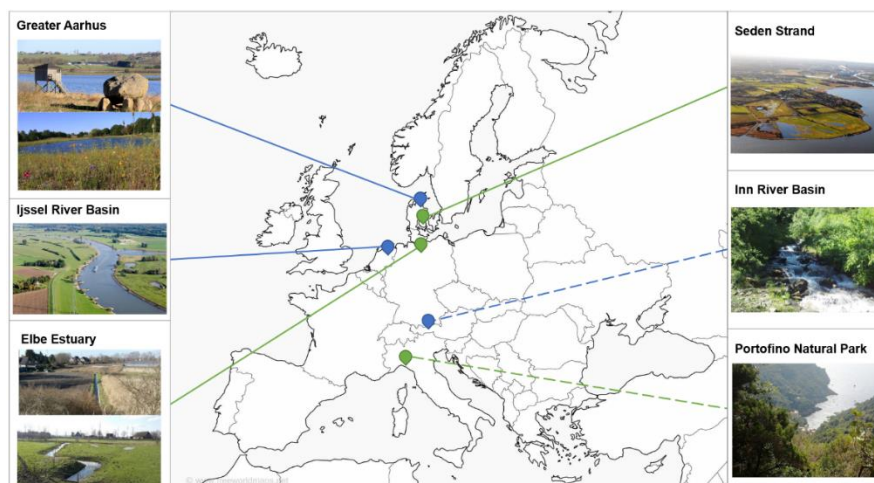 Greater Aarhus
Ijssel River Basin
Elbe Estuary
Seden Strand
Inn River Basin
Portofino Natural Park